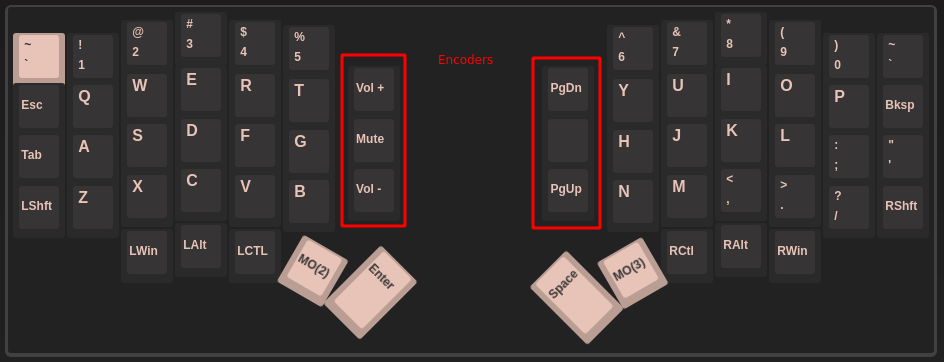 ~ ! @ # $ % ^ & * ( ) ~
` 1 2 3 4 5 6 7 8 9 0 `
Encoders
Esc Q W E R T Vol + PgDn Y U I O P Bksp
Tab A S D F G Mute H J K L : ; " '
LShft Z X C V B Vol - PgUp N M < , > . ? / RShft
LWin LAlt LCTL MO(2) Enter Space MO(3) RCtl RAlt RWin